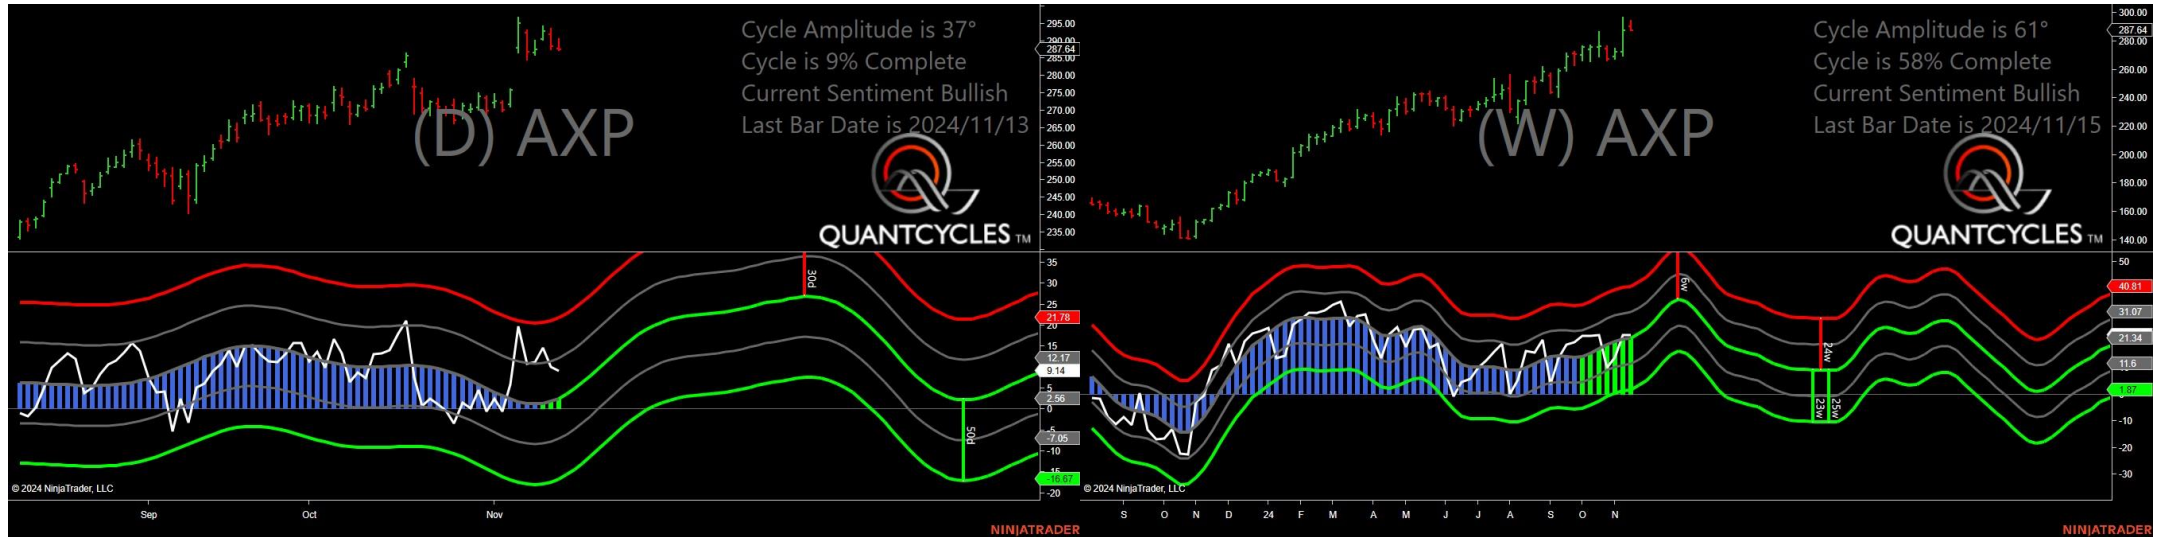 Cycle Amplitude is 37°
Cycle is 9% Complete
Current Sentiment Bullish
Last Bar Date is 2024/11/13
(D) AXP
QUANTCYCLES TM
295.00
290.00
287.64
285.00
280.00
275.00
270.00
265.00
260.00
255.00
250.00
245.00
240.00
235.00
35
30
25
21.78
20
15
12.17
9.14
5
2.56
0
-5
-7.05
-10
-15
-16.67
-20
30d
50d
© 2024 NinjaTrader, LLC
Sep
Oct
Nov
NINJATRADER
Cycle Amplitude is 61°
Cycle is 58% Complete
Current Sentiment Bullish
Last Bar Date is 2024/11/15
(W) AXP
QUANTCYCLES TM
300.00
287.64
280.00
260.00
240.00
220.00
200.00
180.00
160.00
140.00
50
40.81
31.07
21.34
11.6
1.87
-10
-20
-30
6w
24w
23w
25w
© 2024 NinjaTrader, LLC
S O N D 24 F M A M J J A S O N
NINJATRADER